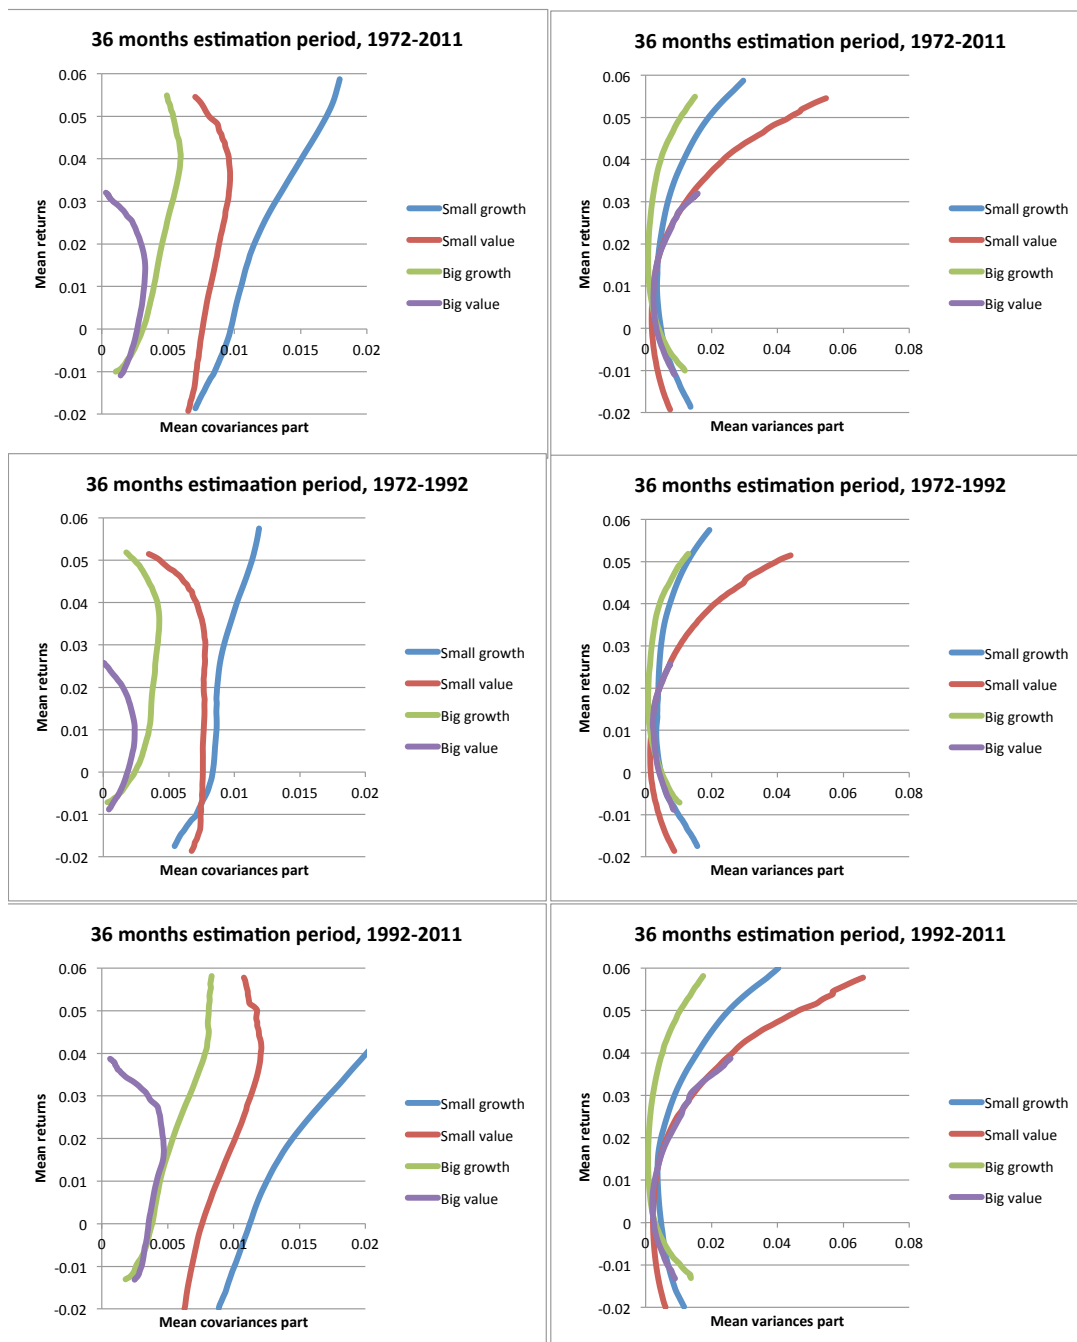 36 months estimation period, 1972-2011
0.06
0.05
0.04
0.03
0.02
0.01
0
-0.01
-0.02
0
0.005
0.01
0.015
0.02
Mean returns
Mean covariances part
Small growth
Small value
Big growth
Big value
36 months estimation period, 1972-2011
0.06
0.05
0.04
0.03
0.02
0.01
0
-0.01
-0.02
0
0.02
0.04
0.06
0.08
Mean returns
Mean variances part
Small growth
Small value
Big growth
Big value
36 months estimaation period, 1972-1992
0.06
0.05
0.04
0.03
0.02
0.01
0
-0.01
-0.02
0
0.005
0.01
0.015
0.02
Mean returns
Mean covariances part
Small growth
Small value
Big growth
Big value
36 months estimation period, 1972-1992
0.06
0.05
0.04
0.03
0.02
0.01
0
-0.01
-0.02
0
0.02
0.04
0.06
0.08
Mean returns
Mean variances part
Small growth
Small value
Big growth
Big value
36 months estimation period, 1992-2011
0.06
0.05
0.04
0.03
0.02
0.01
0
-0.01
-0.02
0
0.005
0.01
0.015
0.02
Mean returns
Mean covariances part
Small growth
Small value
Big growth
Big value
36 months estimation period, 1992-2011
0.06
0.05
0.04
0.03
0.02
0.01
0
-0.01
-0.02
0
0.02
0.04
0.06
0.08
Mean returns
Mean variances part
Small growth
Small value
Big growth
Big value